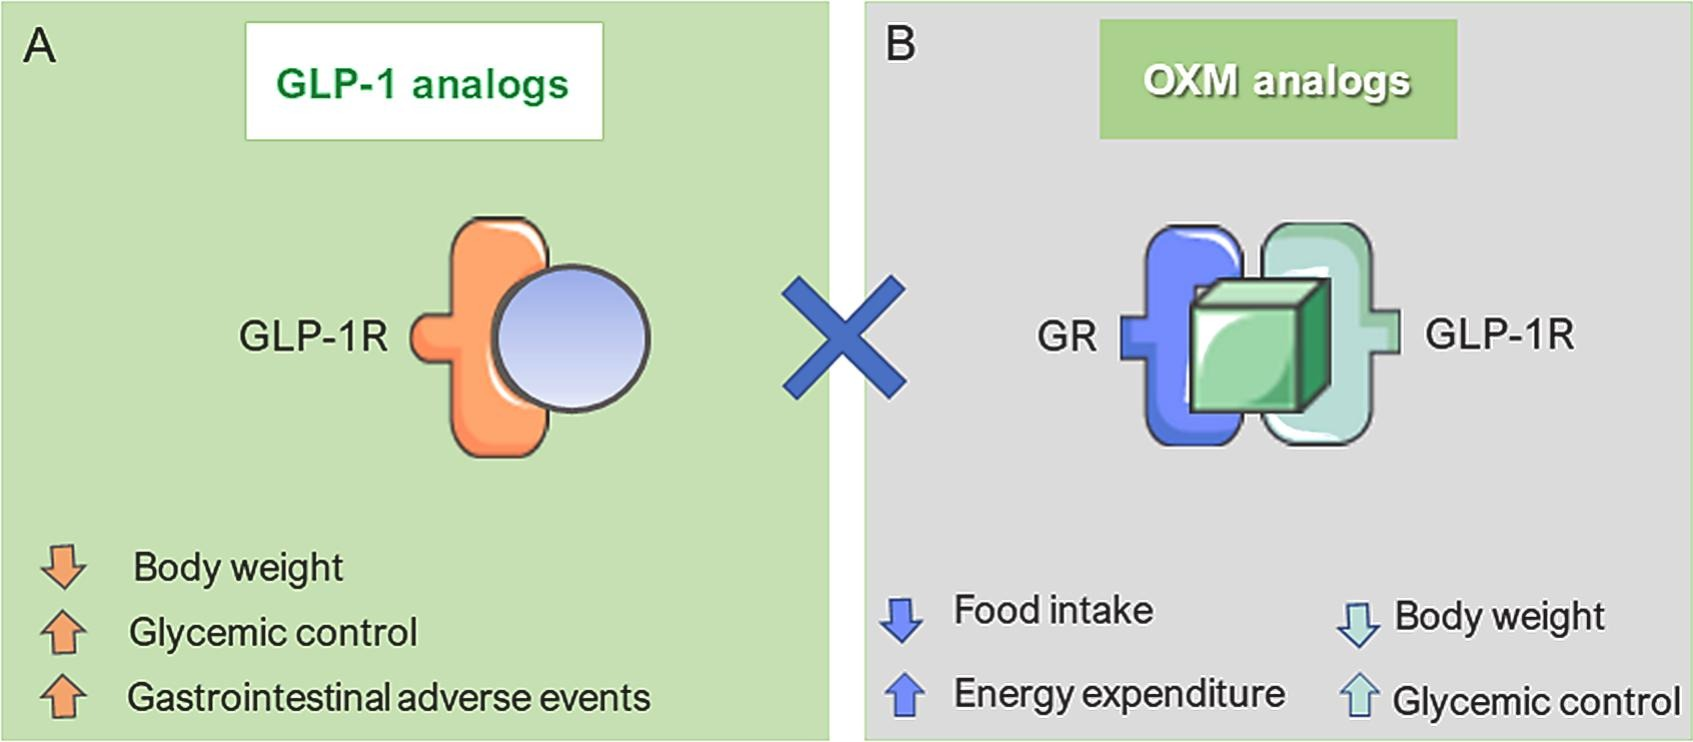 A
GLP-1 analogs
GLP-1R
Body weight
Glycemic control
Gastrointestinal adverse events
B
OXM analogs
GR
GLP-1R
Food intake
Energy expenditure
Body weight
Glycemic control